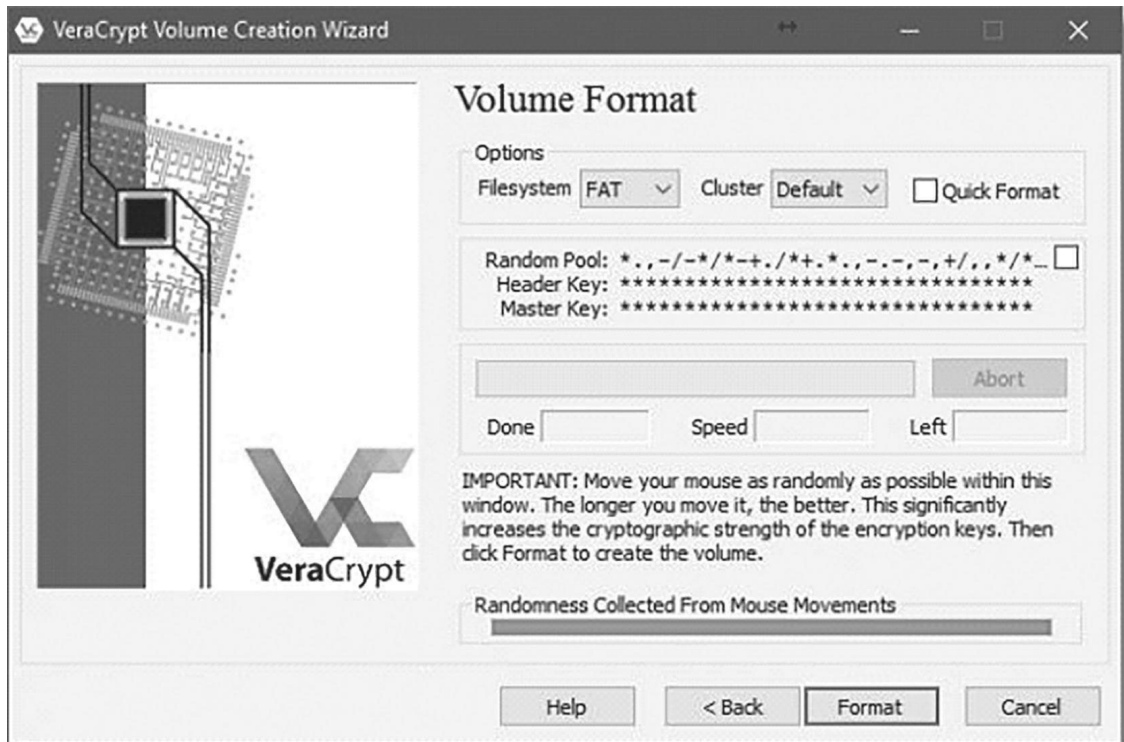 VeraCrypt Volume Creation Wizard
Volume Format
Options
Filesystem FAT Cluster Default Quick Format
Random Pool: *.,-/-*/*-+./*+.*.,-.-,-,+/,,*/*...
Header Key: ********************************
Master Key: ********************************
Abort
Done Speed Left
IMPORTANT: Move your mouse as randomly as possible within this
window. The longer you move it, the better. This significantly
increases the cryptographic strength of the encryption keys. Then
click Format to create the volume.
VeraCrypt
Randomness Collected From Mouse Movements
Help < Back Format Cancel